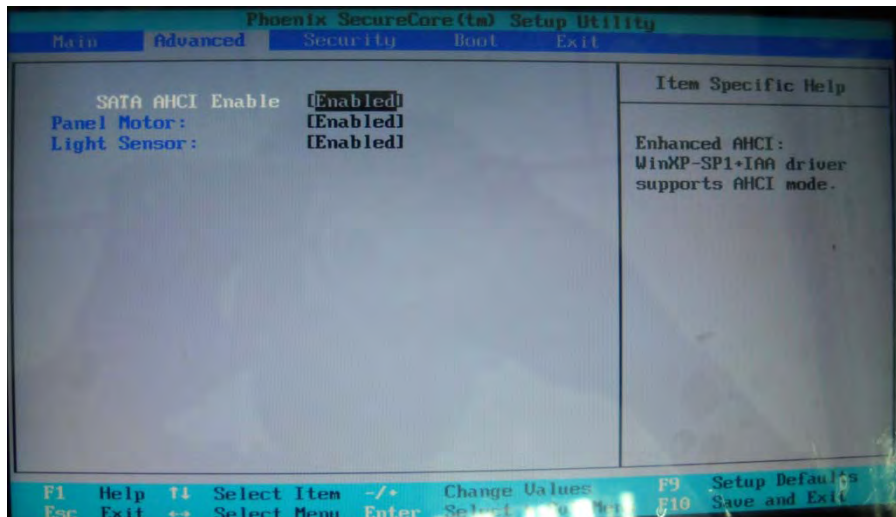 Phoenix SecureCore(tm) Setup Utility
Main Advanced Security Boot Exit
Item Specific Help
SATA AHCI Enable [Enabled]
Panel Motor: [Enabled]
Light Sensor: [Enabled]
Enhanced AHCI:
WinXP-SP1+IAA driver
supports AHCI mode.
F1 Help ↑↓ Select Item -/+ Change Values F9 Setup Defaults
Esc Exit ↔ Select Menu Enter Select F10 Save and Exit